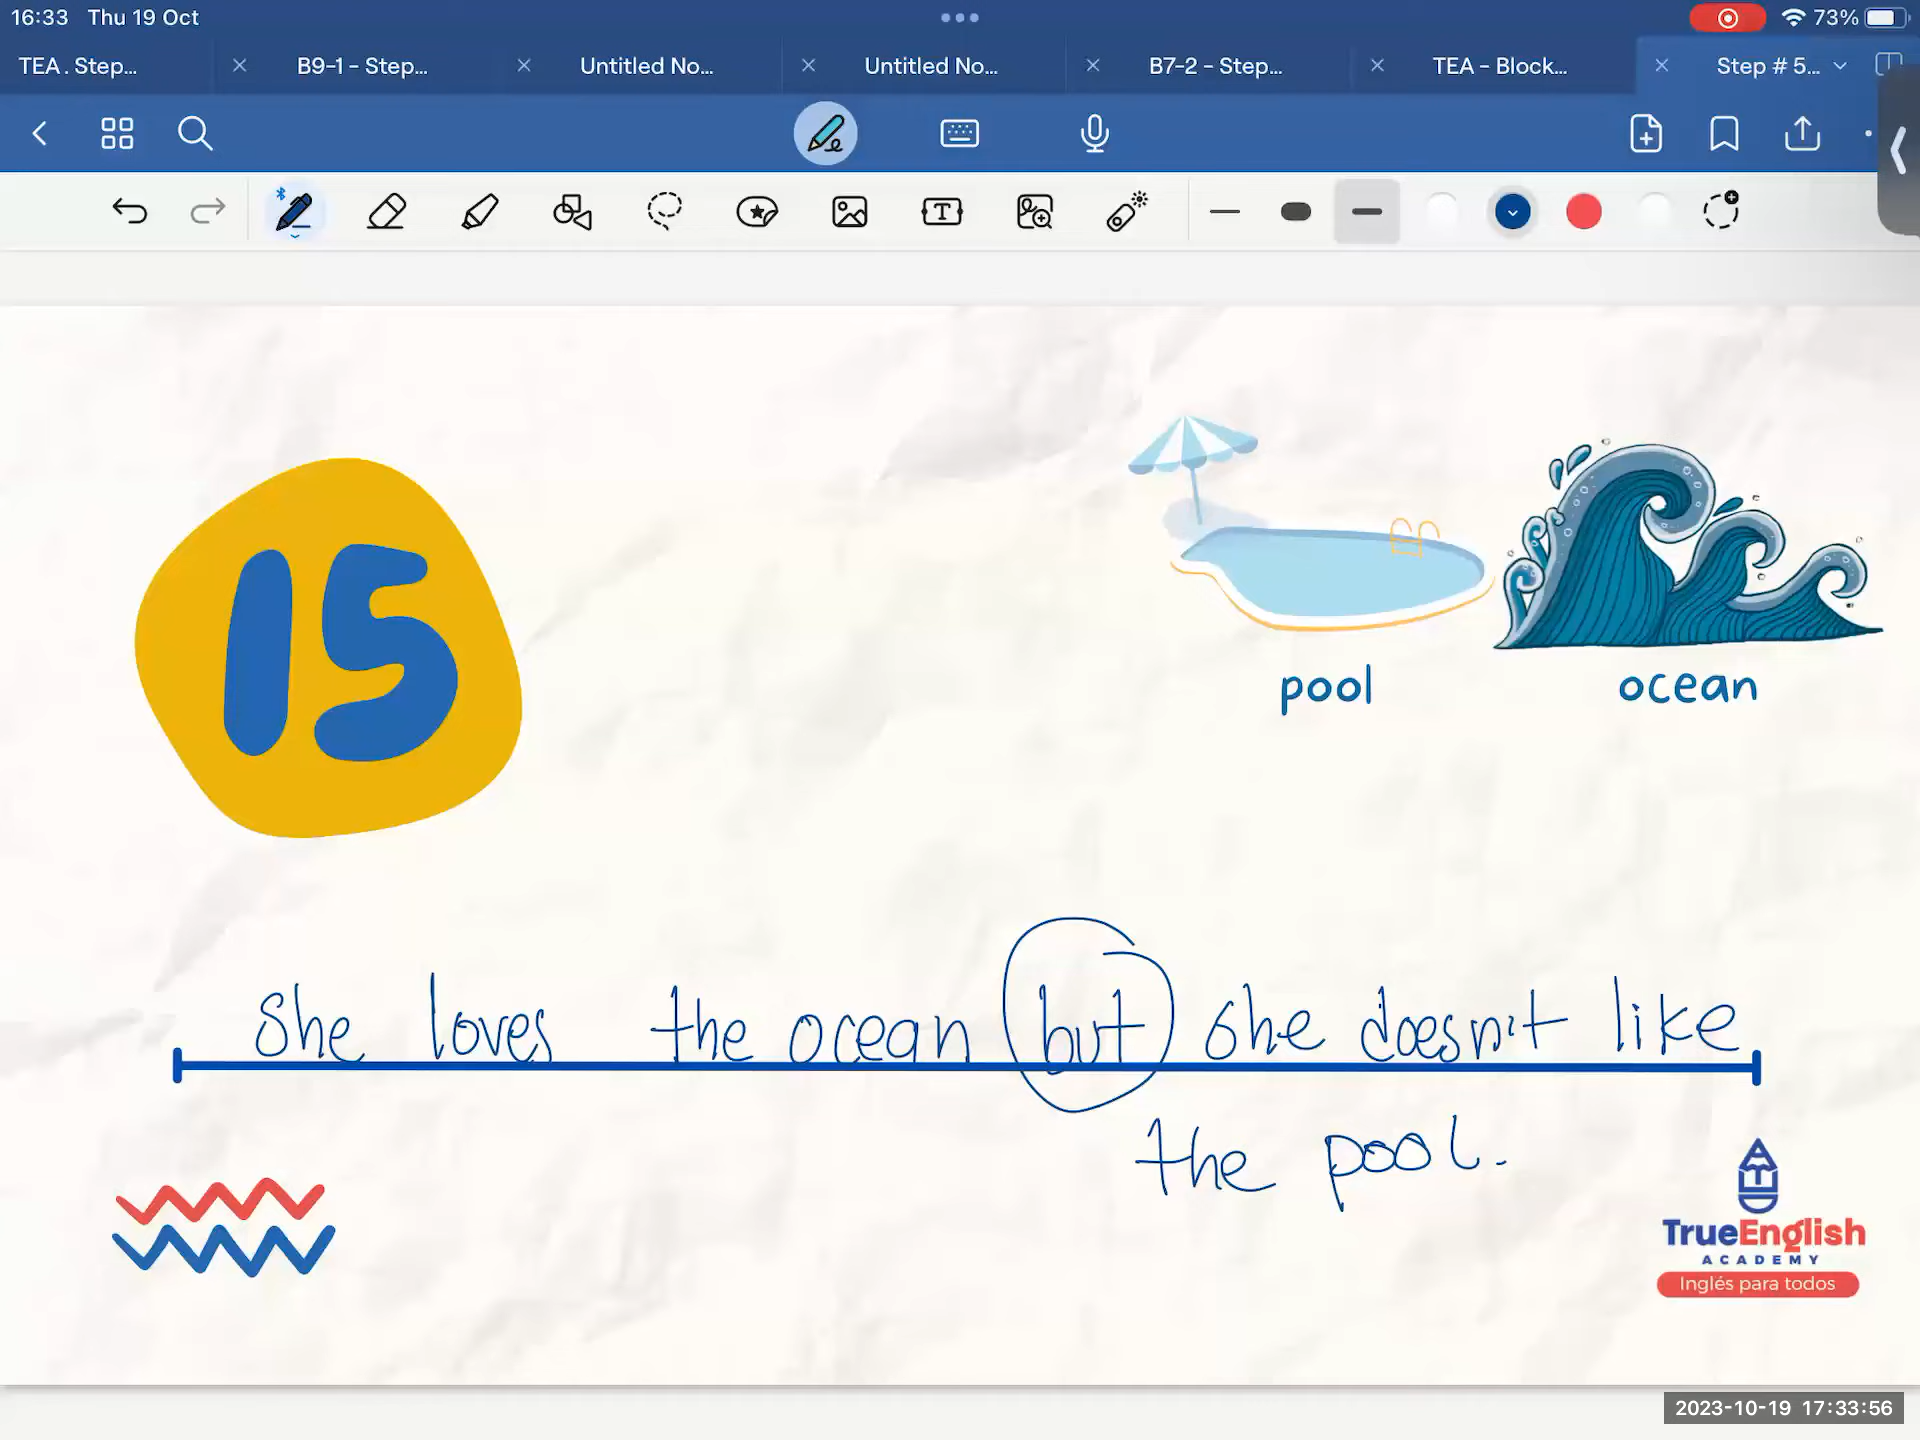 16:33 Thu 19 Oct
73%
TEA . Step...
B9-1 - Step...
Untitled No...
Untitled No...
B7-2 - Step...
TEA - Block...
Step # 5...
15
pool
ocean
She loves the ocean but she doesn't like
the pool.
TrueEnglish
ACADEMY
Inglés para todos
2023-10-19 17:33:56